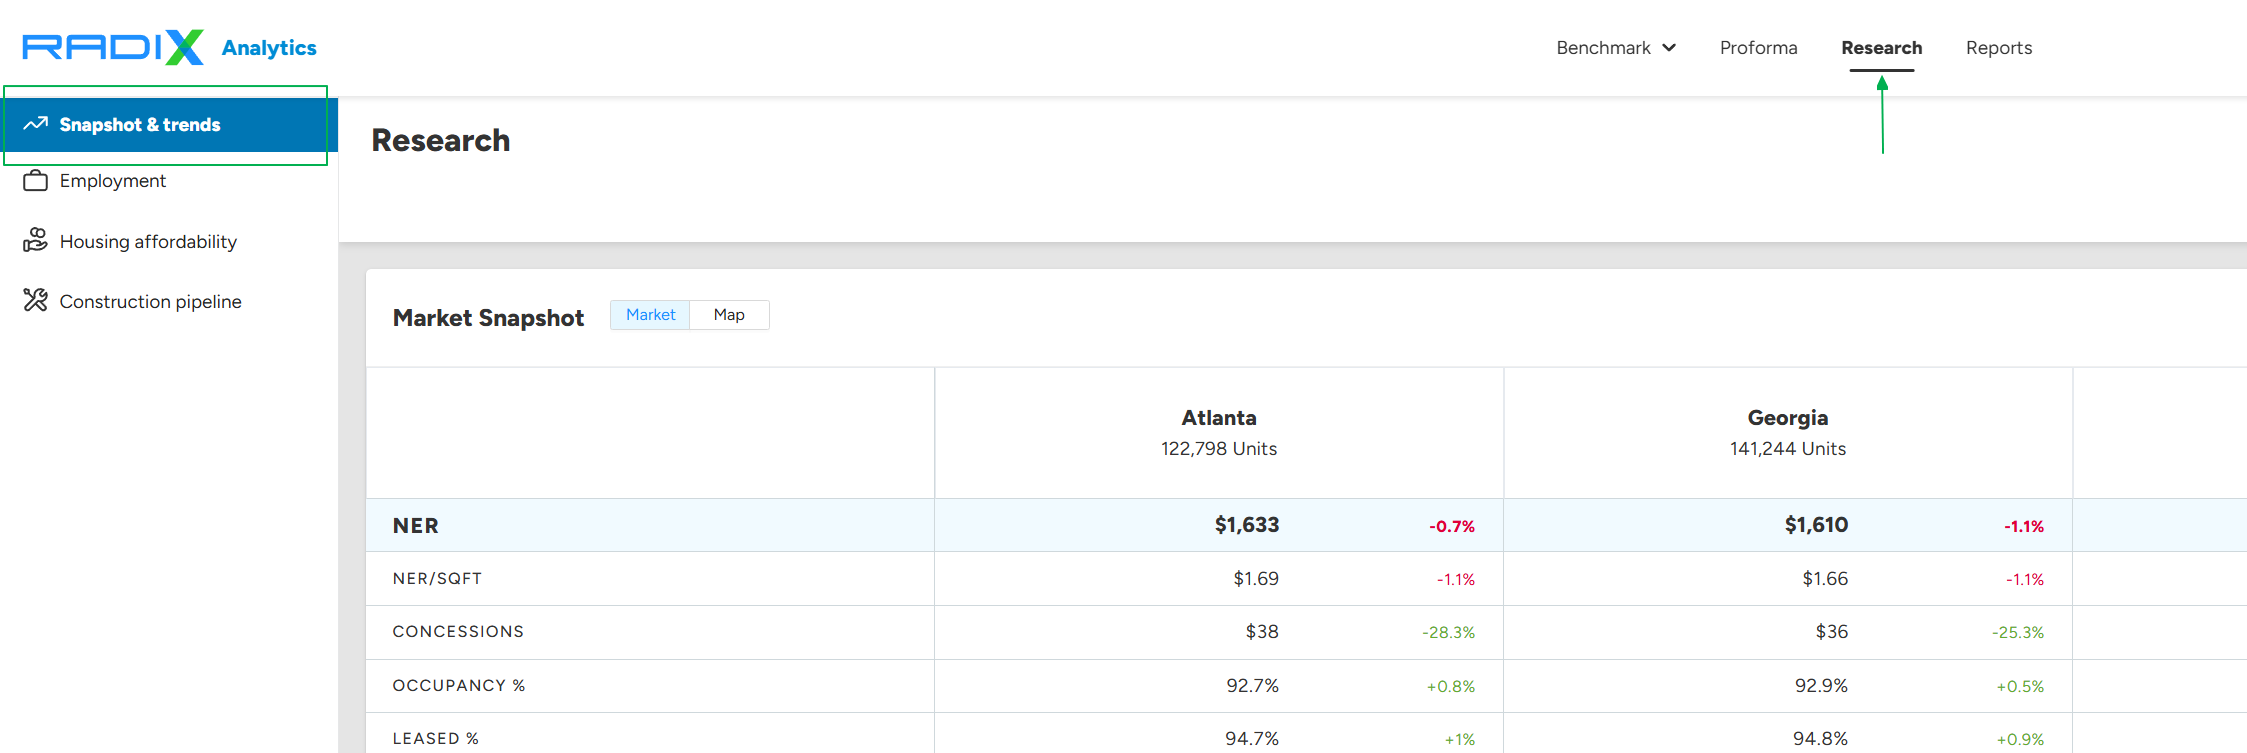 RADIX Analytics
Benchmark
Proforma
Research
Reports
Snapshot & trends
Employment
Housing affordability
Construction pipeline
Research
Market Snapshot
Market
Map
Atlanta
122,798 Units
Georgia
141,244 Units
NER $1,633 -0.7% $1,610 -1.1%
NER/SQFT $1.69 -1.1% $1.66 -1.1%
CONCESSIONS $38 -28.3% $36 -25.3%
OCCUPANCY % 92.7% +0.8% 92.9% +0.5%
LEASED % 94.7% +1% 94.8% +0.9%